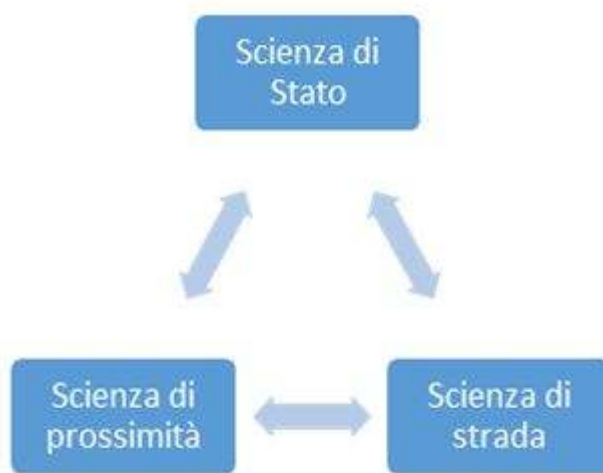 Scienza di
Stato
Scienza di
prossimità
Scienza di
strada